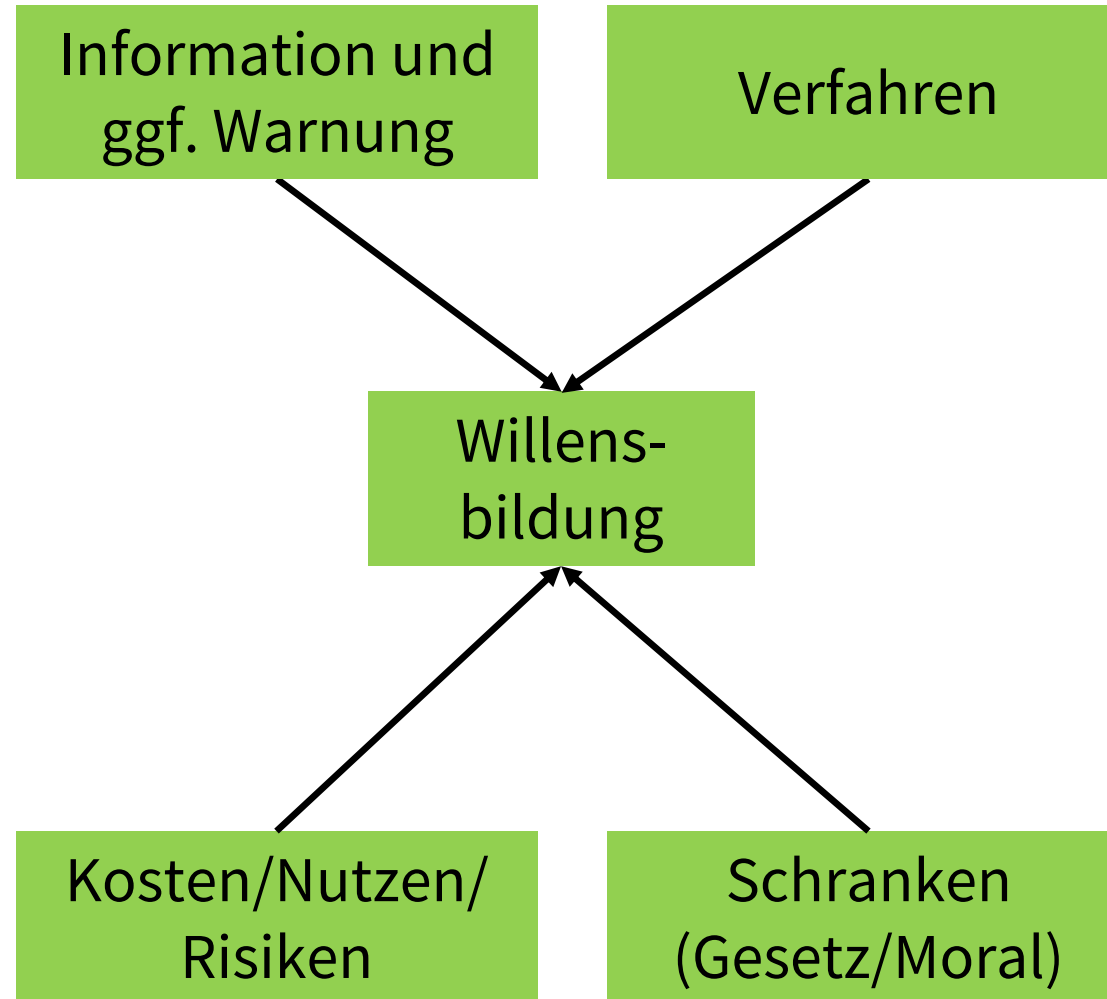 Information und
ggf. Warnung
Verfahren
Willens-
bildung
Kosten/Nutzen/
Risiken
Schranken
(Gesetz/Moral)